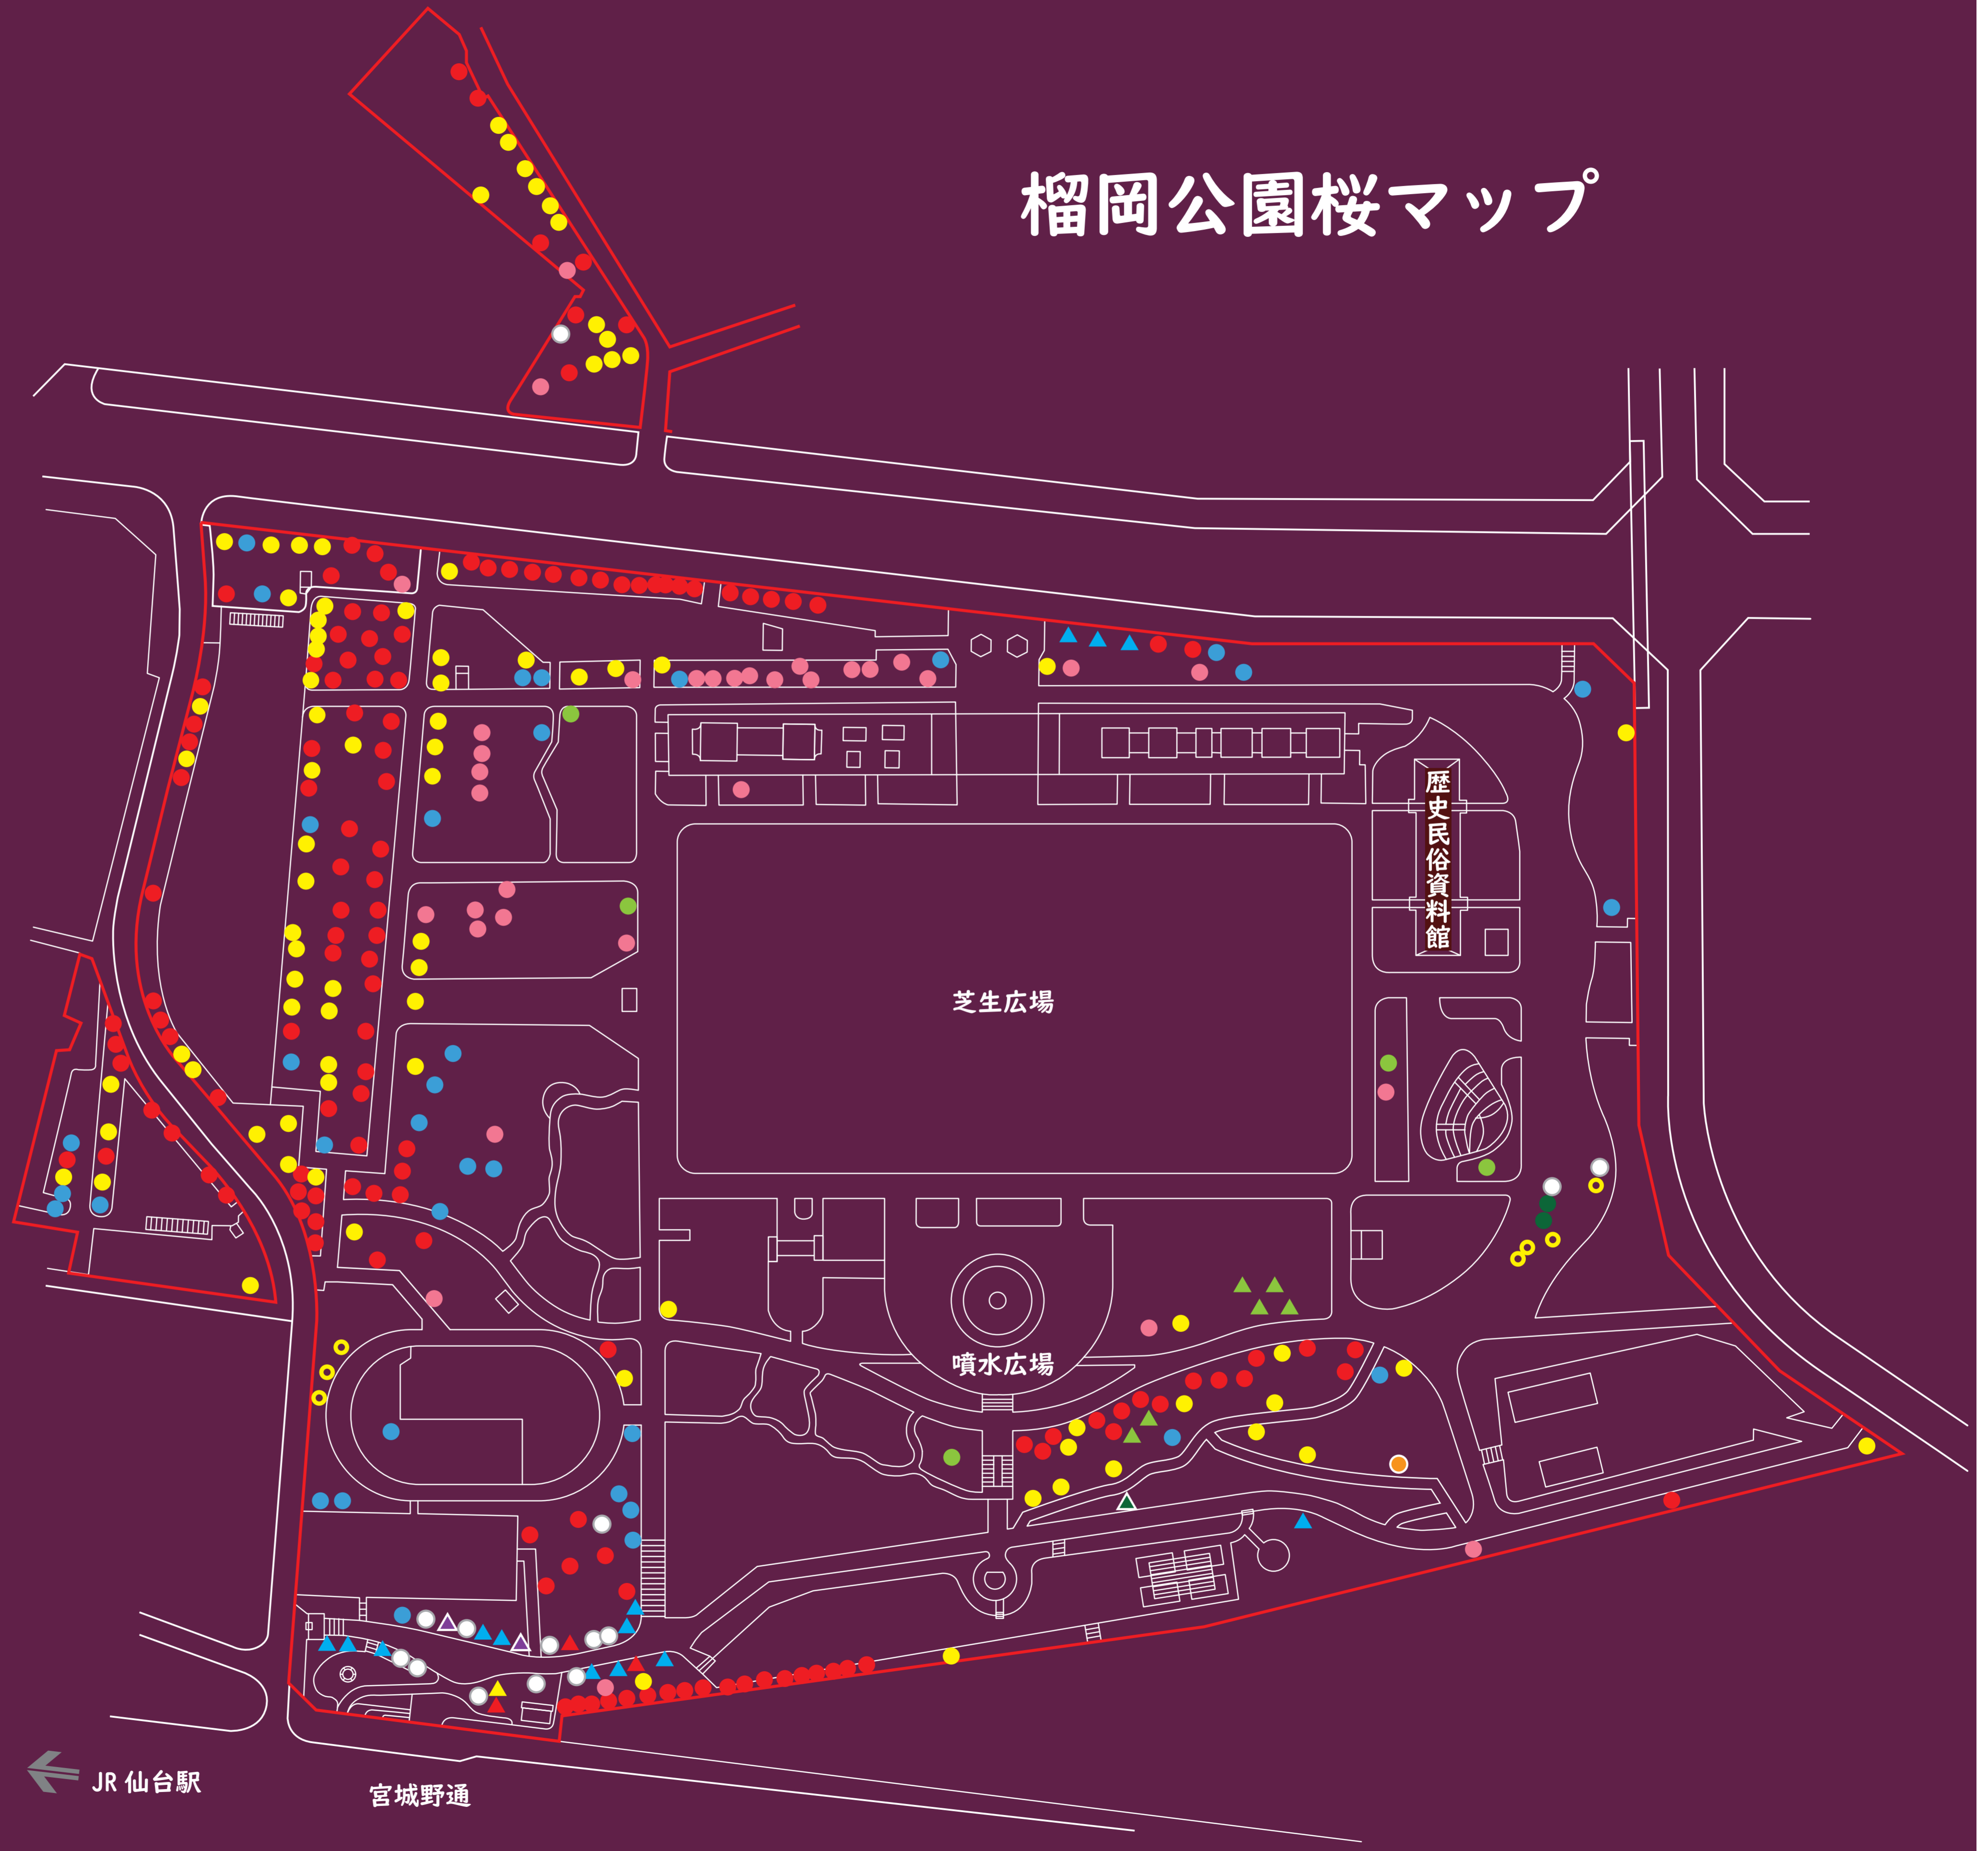 榴岡公園桜マップ
歴史民俗資料館
芝生広場
噴水広場
JR 仙台駅
宮城野通